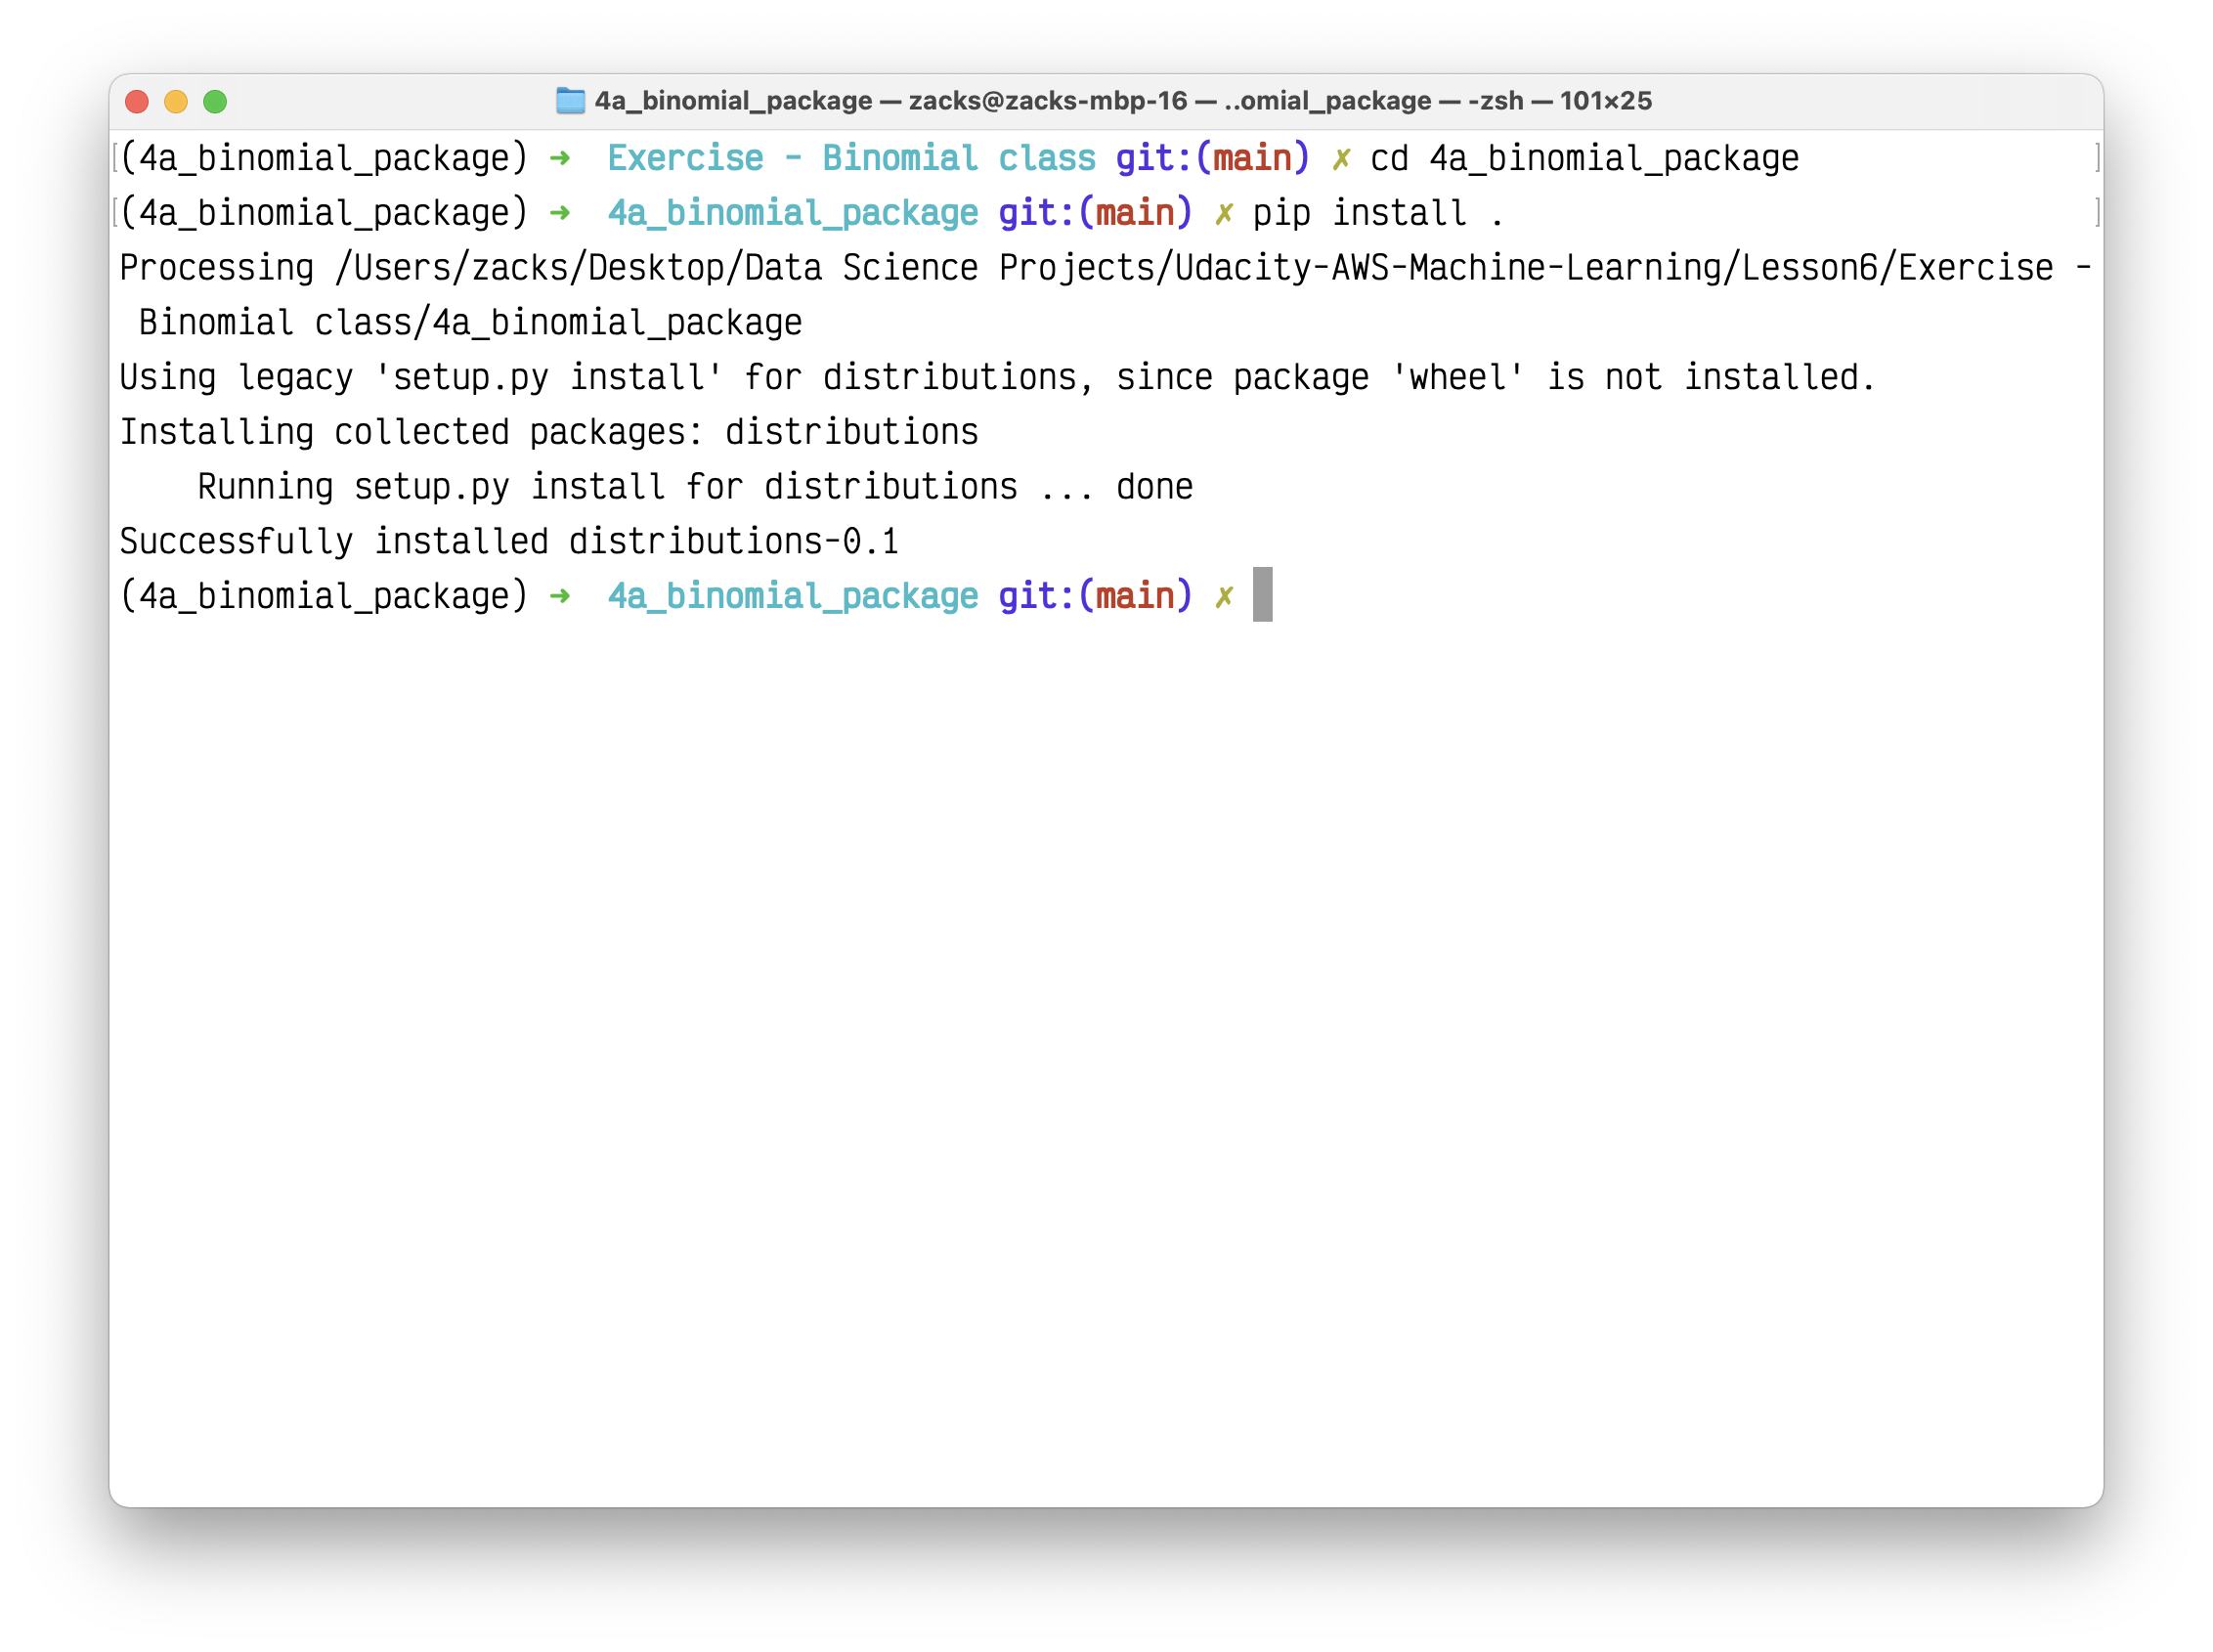 4a_binomial_package — zacks@zacks-mbp-16 — ..omial_package — -zsh — 101×25
[(4a_binomial_package) ➜  Exercise - Binomial class git:(main) ✗ cd 4a_binomial_package ]
[(4a_binomial_package) ➜  4a_binomial_package git:(main) ✗ pip install . ]
Processing /Users/zacks/Desktop/Data Science Projects/Udacity-AWS-Machine-Learning/Lesson6/Exercise -
 Binomial class/4a_binomial_package
Using legacy 'setup.py install' for distributions, since package 'wheel' is not installed.
Installing collected packages: distributions
    Running setup.py install for distributions ... done
Successfully installed distributions-0.1
(4a_binomial_package) ➜  4a_binomial_package git:(main) ✗